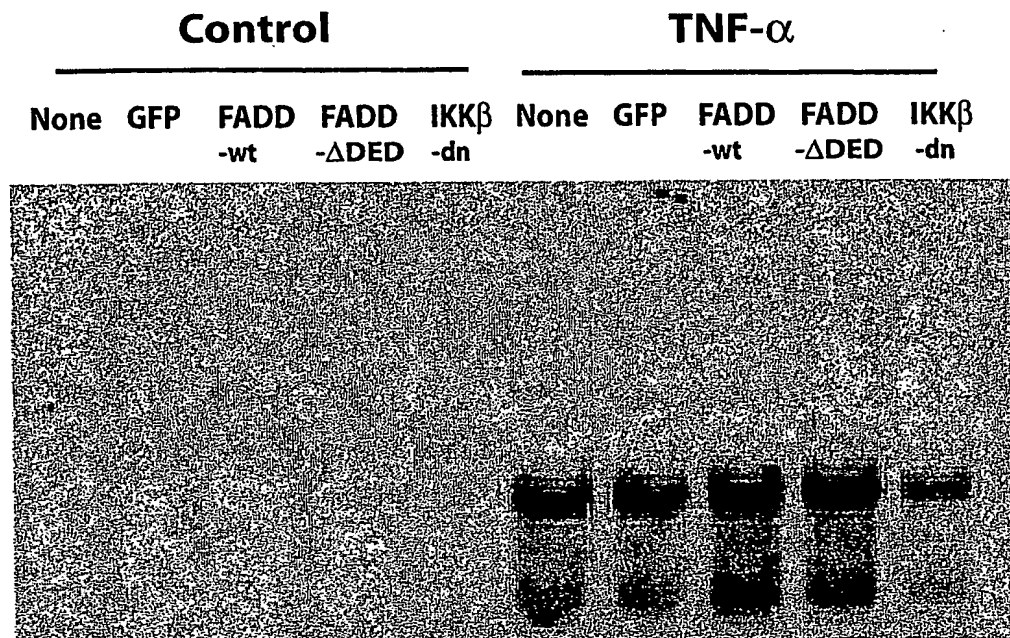 Control TNF-α
None GFP FADD FADD IKKβ None GFP FADD FADD IKKβ
-wt -ΔDED -dn -wt -ΔDED -dn